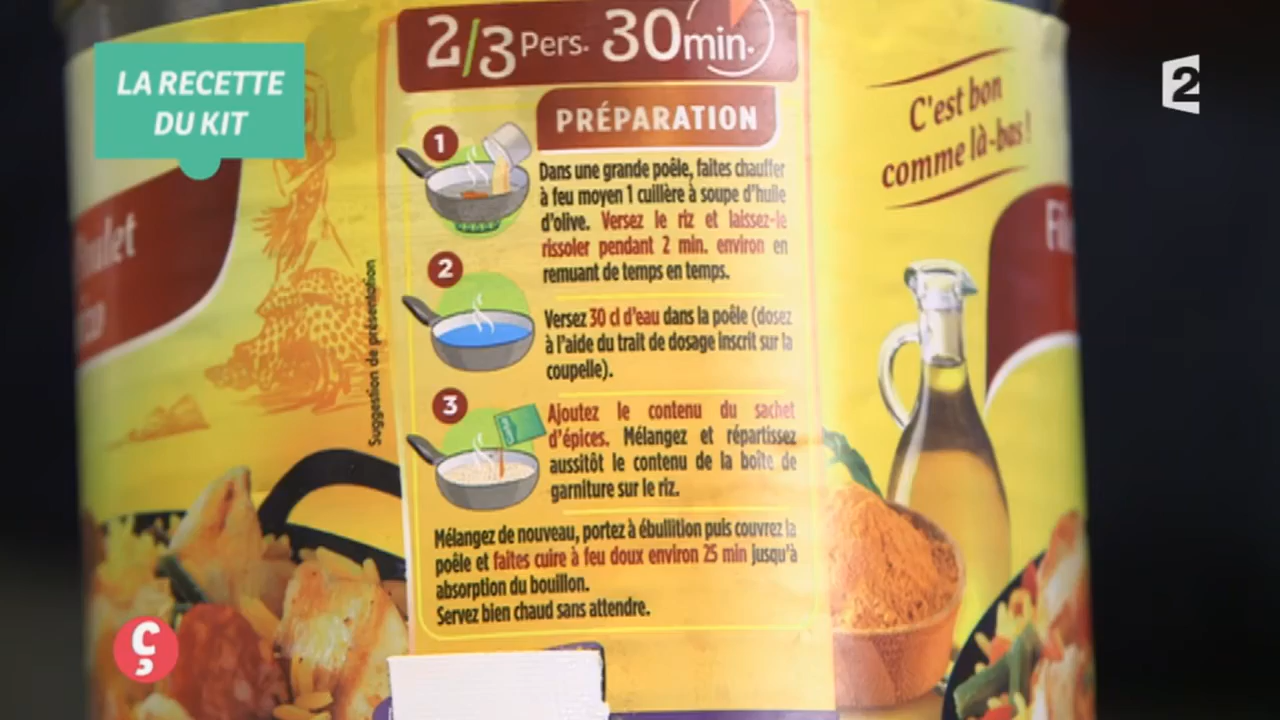 LA RECETTE
DU KIT
2
2/3 Pers. 30 min.
PRÉPARATION
C'est bon
comme là-bas !
1
Dans une grande poêle, faites chauffer
à feu moyen 1 cuillère à soupe d'huile
d'olive. Versez le riz et laissez-le
rissoler pendant 2 min. environ en
remuant de temps en temps.
2
Versez 30 cl d'eau dans la poêle (dosez
à l'aide du trait de dosage inscrit sur la
coupelle).
3
Ajoutez le contenu du sachet
d'épices. Mélangez et répartissez
aussitôt le contenu de la boîte de
garniture sur le riz.
Mélangez de nouveau, portez à ébullition puis couvrez la
poêle et faites cuire à feu doux environ 25 min jusqu'à
absorption du bouillon.
Servez bien chaud sans attendre.
Suggestion de présentation
Ç